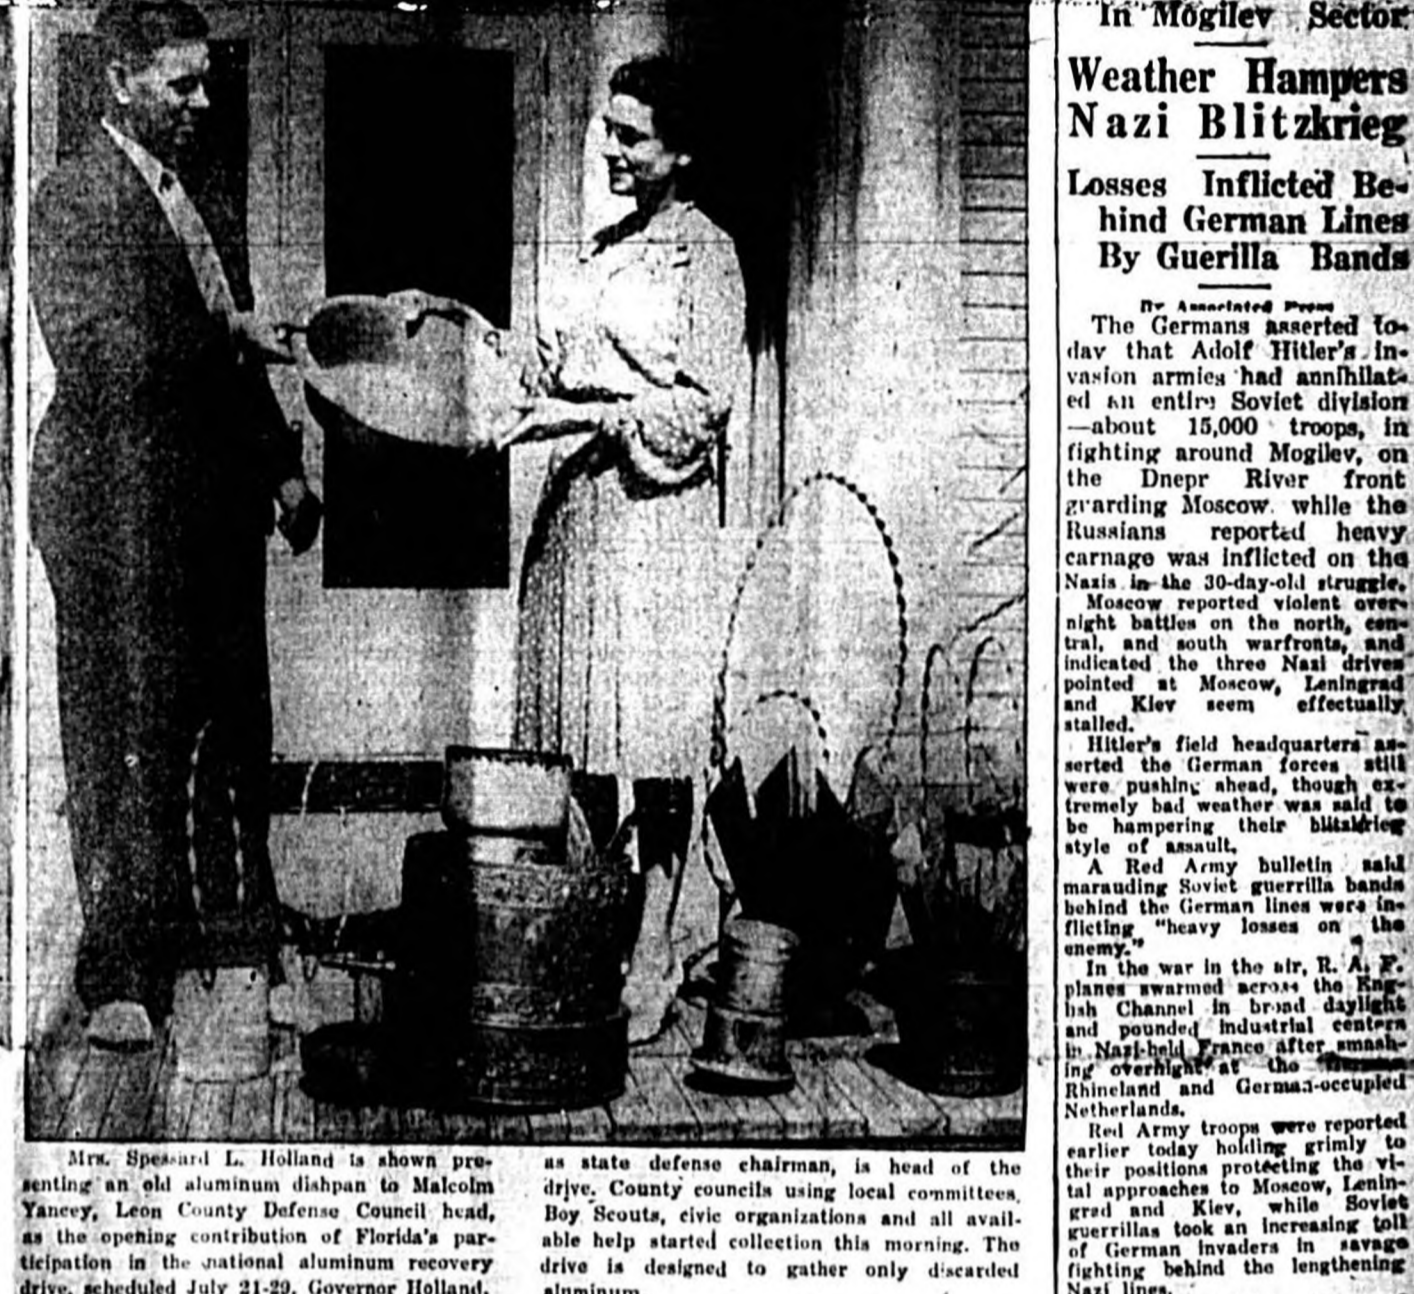 Mrs. Spessard L. Holland is shown pre-
senting an old aluminum dishpan to Malcolm
Yancey, Leon County Defense Council head,
as the opening contribution of Florida's par-
ticipation in the national aluminum recovery
drive, scheduled July 21-29. Governor Holland,
as state defense chairman, is head of the
drive. County councils using local committees,
Boy Scouts, civic organizations and all avail-
able help started collection this morning. The
drive is designed to gather only discarded
aluminum
In Mogilev Sector
Weather Hampers
Nazi Blitzkrieg
Losses Inflicted Be-
hind German Lines
By Guerilla Bands
By Associated Press
The Germans asserted to-
day that Adolf Hitler's in-
vasion armies had annihilat-
ed an entire Soviet division
—about 15,000 troops, in
fighting around Mogilev, on
the Dnepr River front
guarding Moscow, while the
Russians reported heavy
carnage was inflicted on the
Nazis in the 30-day-old struggle.
Moscow reported violent over-
night battles on the north, cen-
tral, and south warfronts, and
indicated the three Nazi drives
pointed at Moscow, Leningrad
and Kiev seem effectually
stalled.
Hitler's field headquarters as-
serted the German forces still
were pushing ahead, though ex-
tremely bad weather was said to
be hampering their blitzkrieg
style of assault.
A Red Army bulletin said
marauding Soviet guerrilla bands
behind the German lines were in-
flicting "heavy losses on the
enemy."
In the war in the air, R. A. F.
planes swarmed across the Eng-
lish Channel in broad daylight
and pounded industrial centers
in Nazi-held France after smash-
ing overnight at the
Rhineland and German-occupied
Netherlands.
Red Army troops were reported
earlier today holding grimly to
their positions protecting the vi-
tal approaches to Moscow, Lenin-
grad and Kiev, while Soviet
guerrillas took an increasing toll
of German invaders in savage
fighting behind the lengthening
Nazi lines.